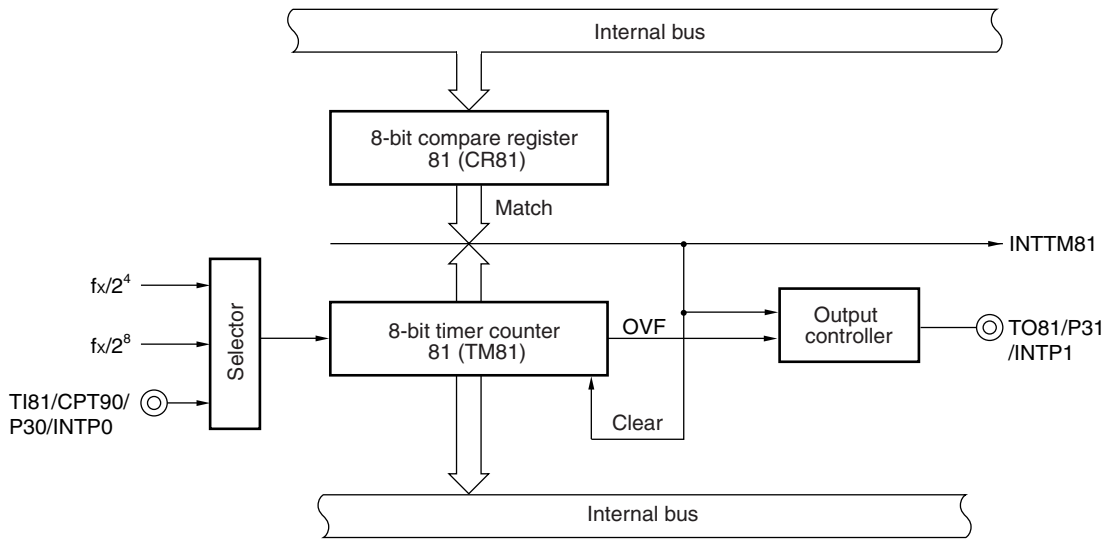 Internal bus
8-bit compare register
81 (CR81)
Match
INTTM81
fx/2⁴
fx/2⁸
TI81/CPT90/
P30/INTP0
Selector
8-bit timer counter
81 (TM81)
OVF
Clear
Output
controller
TO81/P31
/INTP1
Internal bus